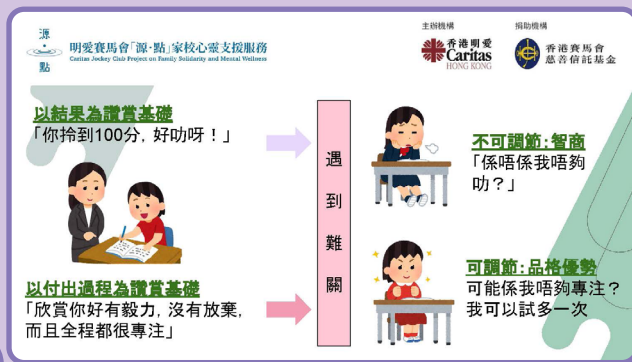 源
點
明愛賽馬會「源·點」家校心靈支援服務
Caritas Jockey Club Project on Family Solidarity and Mental Wellness
主辦機構
香港明愛
Caritas
HONG KONG
捐助機構
香港賽馬會
慈善信託基金
以結果為讚賞基礎
「你拎到100分, 好叻呀！」
以付出過程為讚賞基礎
「欣賞你好有毅力, 沒有放棄,
而且全程都很專注」
遇到難關
不可調節：智商
「係唔係我唔夠
叻？」
可調節：品格優勢
可能係我唔夠專注？
我可以試多一次